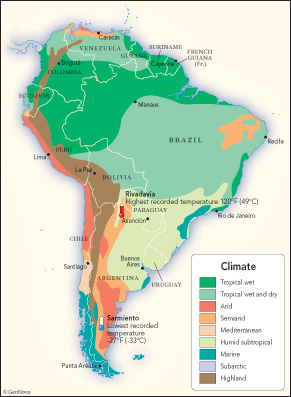 Caracas
VENEZUELA
GUYANA
SURINAME
FRENCH
GUIANA
(Fr.)
Cayenne
Bogotá
COLOMBIA
ECUADOR
Manaus
PERU
BRAZIL
Recife
Lima
La Paz
BOLIVIA
Rivadavia
Highest recorded temperature 120°F (49°C)
PARAGUAY
Asunción
Rio de Janeiro
CHILE
Santiago
Buenos
Aires
ARGENTINA
URUGUAY
Sarmiento
Lowest recorded
temperature
-27°F (-33°C)
Punta Arenas
Climate
Tropical wet
Tropical wet and dry
Arid
Semiarid
Mediterranean
Humid subtropical
Marine
Subarctic
Highland
© GeoNova